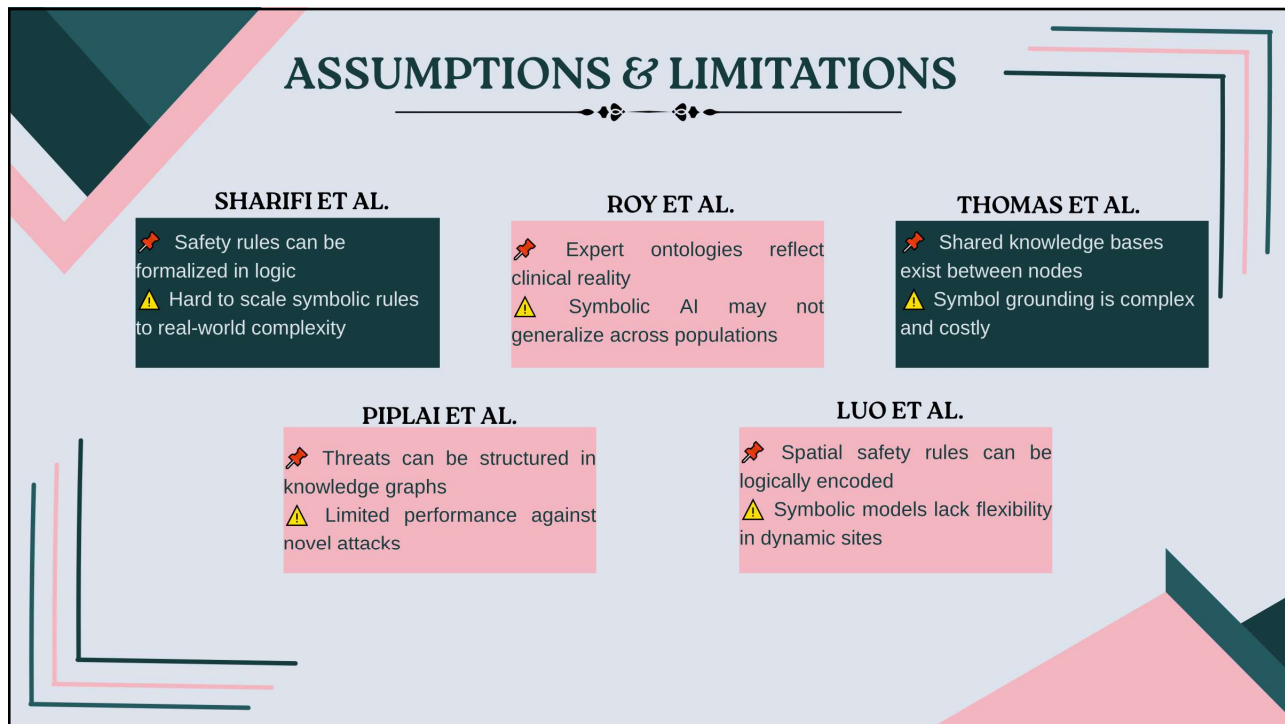 ASSUMPTIONS & LIMITATIONS
SHARIFI ET AL.
📌 Safety rules can be
formalized in logic
⚠️ Hard to scale symbolic rules
to real-world complexity
ROY ET AL.
📌 Expert ontologies reflect
clinical reality
⚠️ Symbolic AI may not
generalize across populations
THOMAS ET AL.
📌 Shared knowledge bases
exist between nodes
⚠️ Symbol grounding is complex
and costly
PIPLAI ET AL.
📌 Threats can be structured in
knowledge graphs
⚠️ Limited performance against
novel attacks
LUO ET AL.
📌 Spatial safety rules can be
logically encoded
⚠️ Symbolic models lack flexibility
in dynamic sites